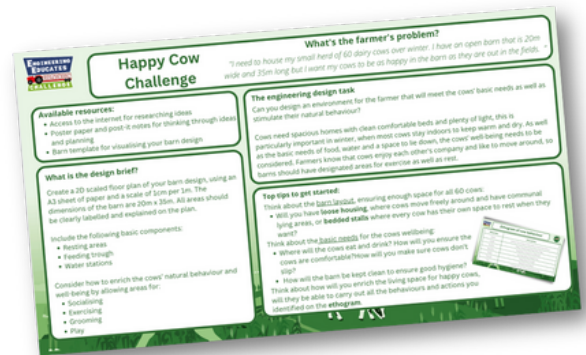 ENGINEERING
EDUCATES
CHALLENGE
Happy Cow
Challenge
What's the farmer's problem?
"I need to house my small herd of 60 dairy cows over winter. I have an open barn that is 20m
wide and 35m long but I want my cows to be as happy in the barn as they are out in the fields. "
Available resources:
• Access to the internet for researching ideas
• Poster paper and post-it notes for thinking through ideas
and planning
• Barn template for visualising your barn design
The engineering design task
Can you design an environment for the farmer that will meet the cows' basic needs as well as
stimulate their natural behaviour?
Cows need spacious homes with clean comfortable beds and plenty of light, this is
particularly important in winter, when most cows stay indoors to keep warm and dry. As well
as the basic needs of food, water and a space to lie down, the cows' well-being needs to be
considered. Farmers know that cows enjoy each other's company and like to move around, so
barns should have designated areas for exercise as well as rest.
What is the design brief?
Create a 2D scaled floor plan of your barn design, using an
A3 sheet of paper and a scale of 1cm per 1m. The
dimensions of the barn are 20m x 35m. All areas should
be clearly labelled and explained on the plan.
Include the following basic components:
• Resting areas
• Feeding trough
• Water stations
Consider how to enrich the cows' natural behaviour and
well-being by allowing areas for:
• Socialising
• Exercising
• Grooming
• Play
Top tips to get started:
Think about the barn layout, ensuring enough space for all 60 cows:
• Will you have loose housing, where cows move freely around and have communal
lying areas, or bedded stalls where every cow has their own space to rest when they
want?
Think about the basic needs for the cows wellbeing:
• Where will the cows eat and drink? How will you ensure the
cows are comfortable?How will you make sure cows don't
slip?
• How will the barn be kept clean to ensure good hygiene?
Think about how will you enrich the living space for happy cows,
will they be able to carry out all the behaviours and actions you
identified on the ethogram.